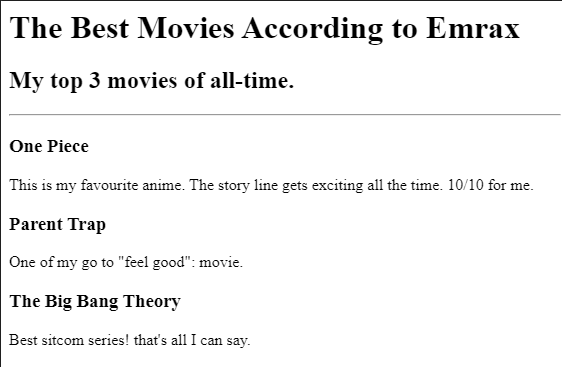 The Best Movies According to Emrax
My top 3 movies of all-time.
One Piece
This is my favourite anime. The story line gets exciting all the time. 10/10 for me.
Parent Trap
One of my go to "feel good": movie.
The Big Bang Theory
Best sitcom series! that's all I can say.